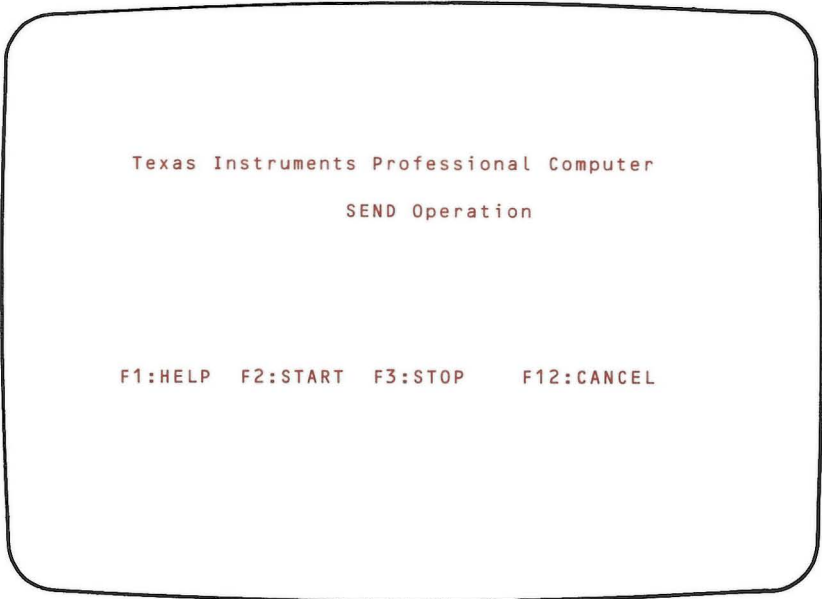 Texas Instruments Professional Computer
SEND Operation
F1:HELP F2:START F3:STOP F12:CANCEL